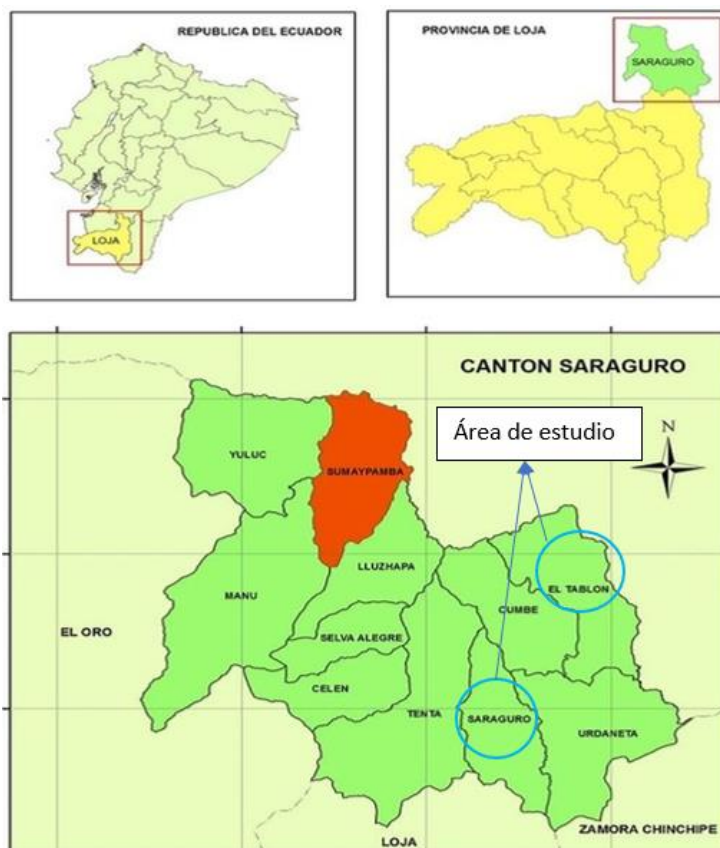 REPUBLICA DEL ECUADOR
LOJA
PROVINCIA DE LOJA
SARAGURO
CANTON SARAGURO
Área de estudio
N
YULUC
SUMAYPAMBA
LLUZHAPA
EL TABLON
MANU
CUMBE
EL ORO
SELVA ALEGRE
CELEN
TENTA
SARAGURO
URDANETA
ZAMORA CHINCHIPE
LOJA